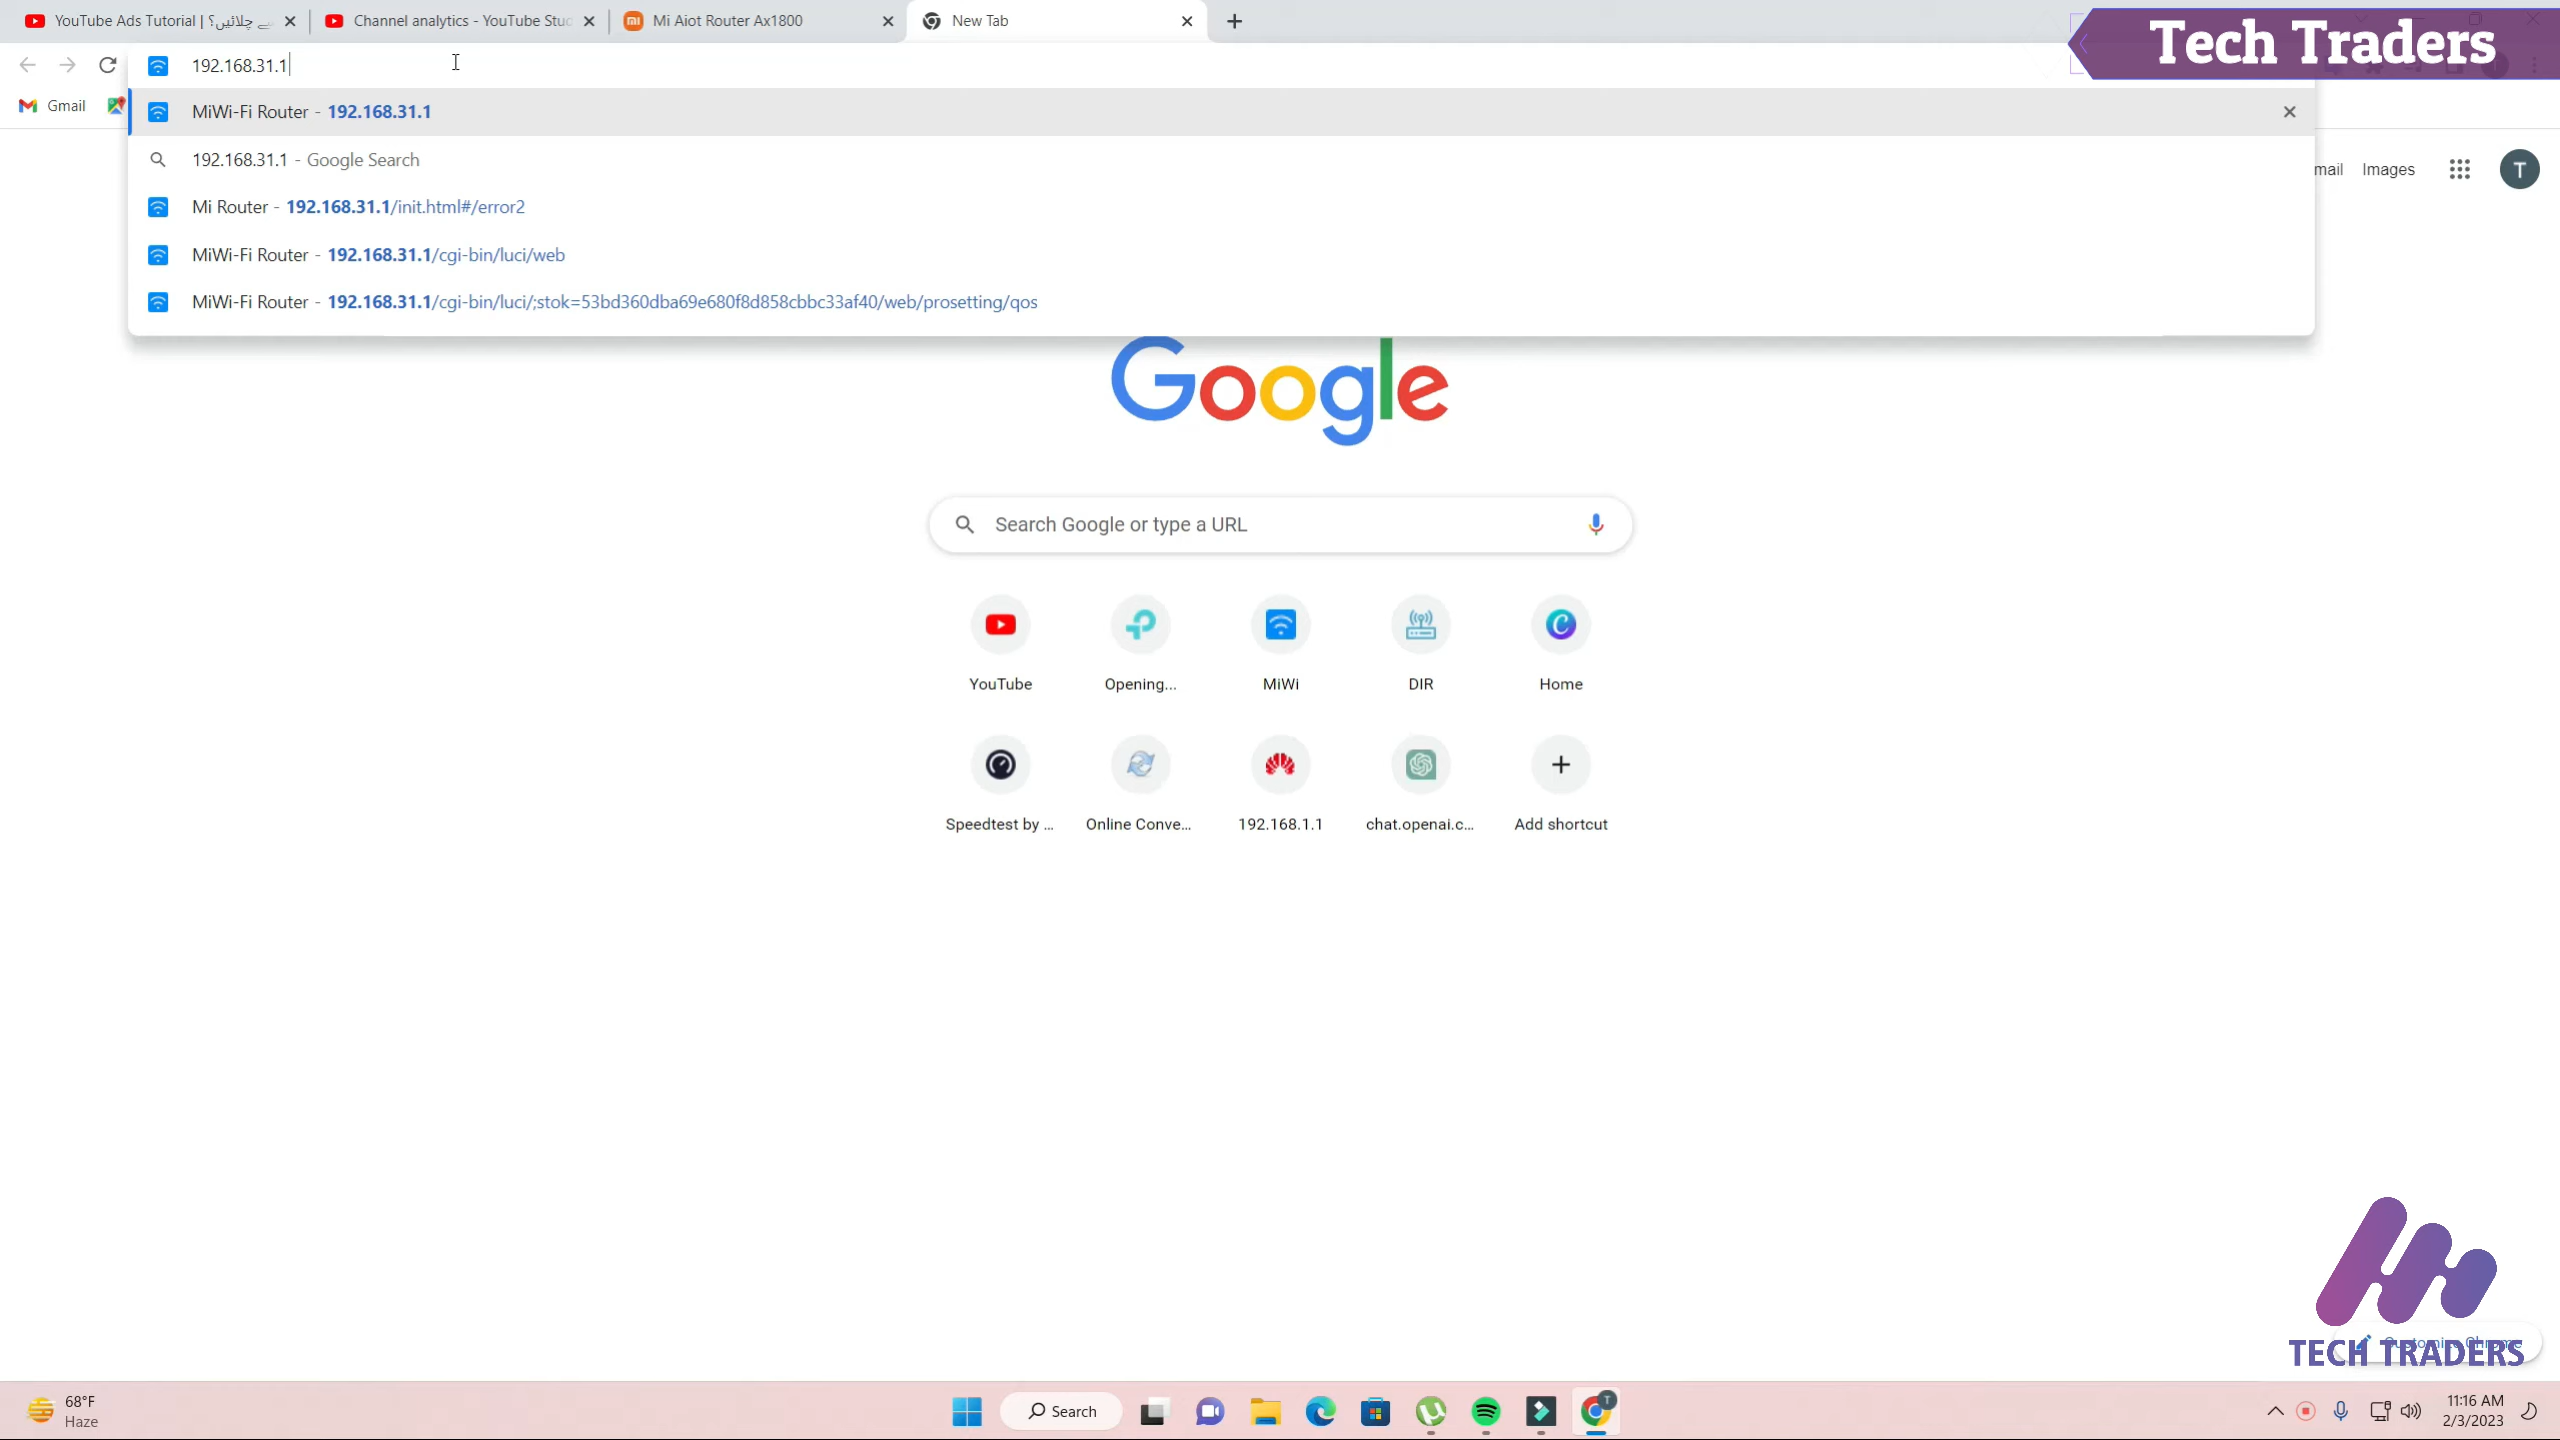 YouTube Ads Tutorial | سے چلائیں؟
Channel analytics - YouTube Stu
Mi Aiot Router Ax1800
New Tab
Tech Traders
192.168.31.1
Gmail
MiWi-Fi Router - 192.168.31.1
192.168.31.1 - Google Search
Mi Router - 192.168.31.1/init.html#/error2
MiWi-Fi Router - 192.168.31.1/cgi-bin/luci/web
MiWi-Fi Router - 192.168.31.1/cgi-bin/luci/;stok=53bd360dba69e680f8d858cbbc33af40/web/prosetting/qos
mail Images T
Google
Search Google or type a URL
YouTube
Opening...
MiWi
DIR
Home
Speedtest by ...
Online Conve...
192.168.1.1
chat.openai.c...
Add shortcut
TECH TRADERS
68°F
Haze
Search
T
11:16 AM
2/3/2023